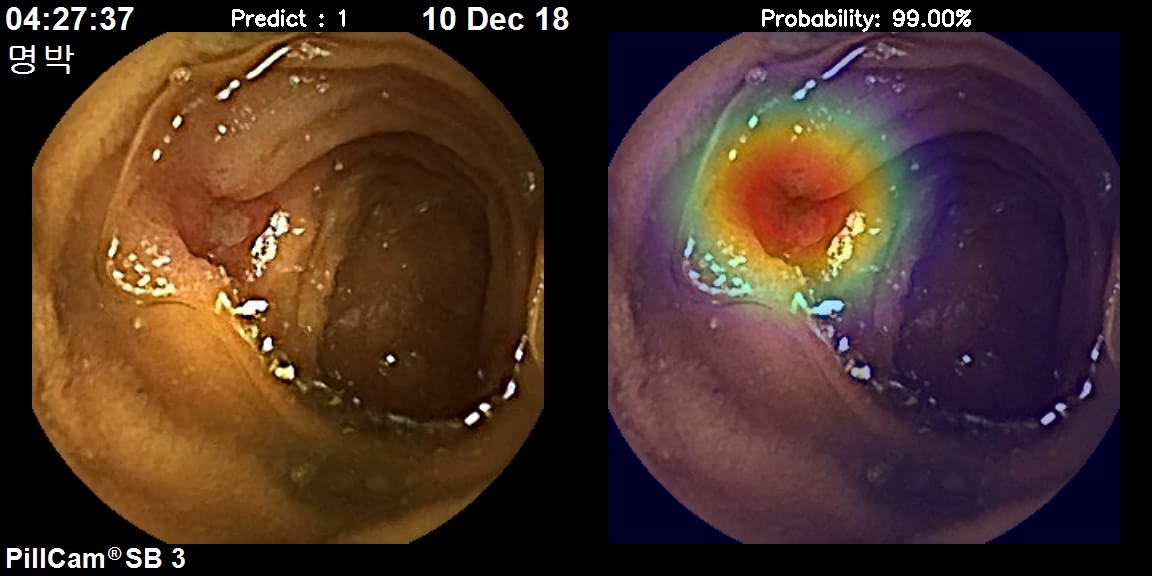 04:27:37
Predict : 1
10 Dec 18
Probability: 99.00%
명박
PillCam® SB 3